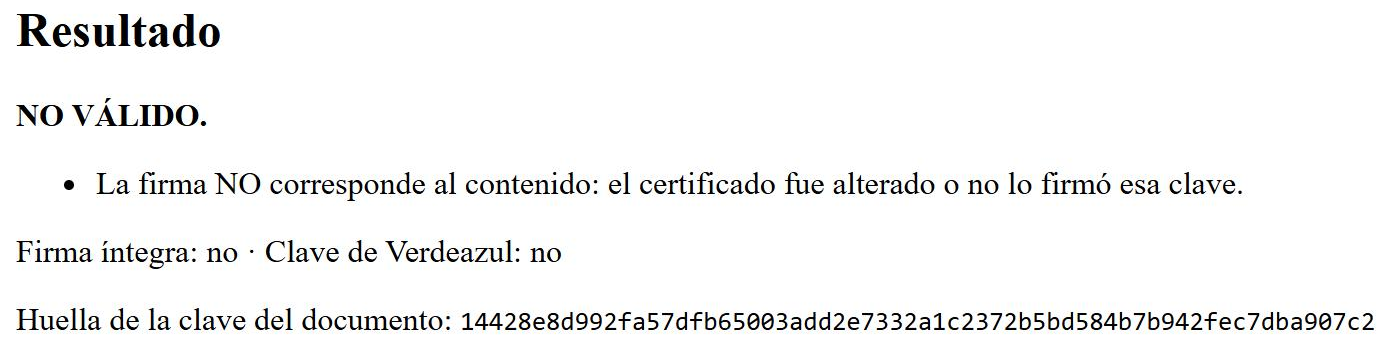 Resultado
NO VÁLIDO.
• La firma NO corresponde al contenido: el certificado fue alterado o no lo firmó esa clave.
Firma íntegra: no · Clave de Verdeazul: no
Huella de la clave del documento: 14428e8d992fa57dfb65003add2e7332a1c2372b5bd584b7b942fec7dba907c2